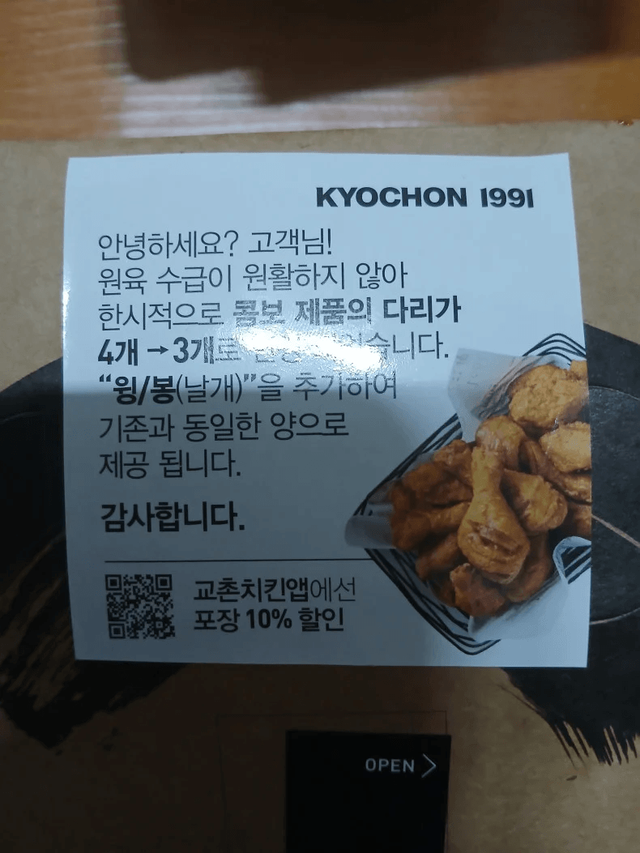 KYOCHON 1991
안녕하세요? 고객님!
원육 수급이 원활하지 않아
한시적으로 콤보 제품의 다리가
4개 → 3개로
“윙/봉(날개)”을 추가하여
기존과 동일한 양으로
제공 됩니다.
감사합니다.
교촌치킨앱에선
포장 10% 할인
OPEN >